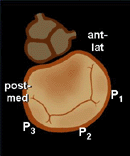 ant-
lat
post-
med
P1
P3
P2